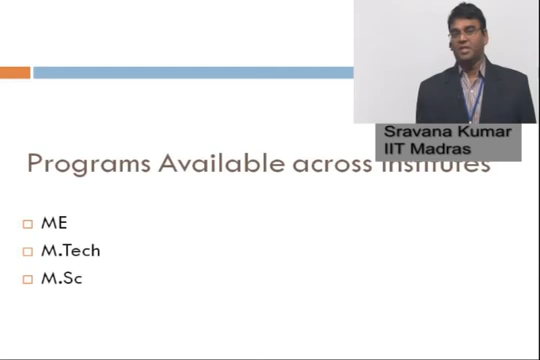 Sravana Kumar
IIT Madras
Programs Available across Institutes
ME
M.Tech
M.Sc